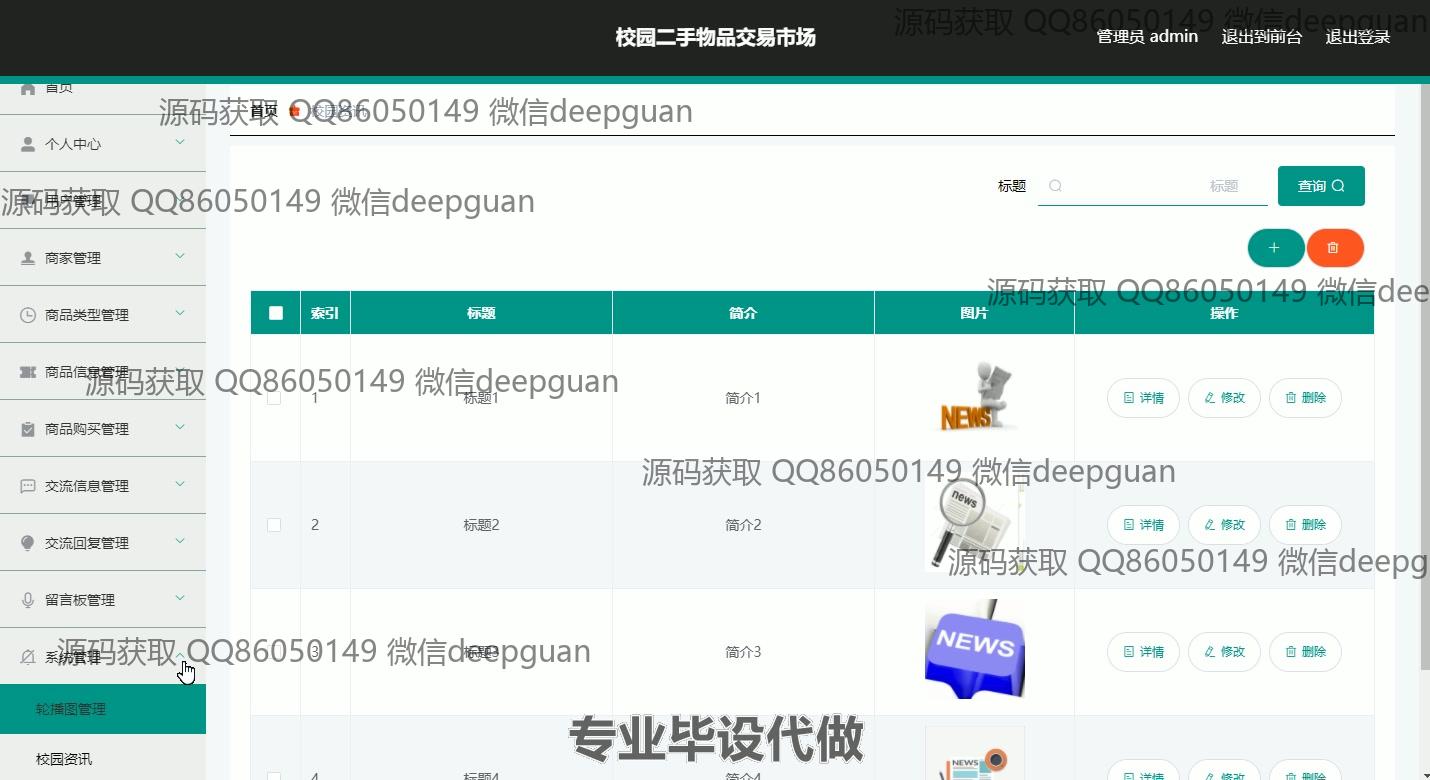 校园二手物品交易市场
源码获取 QQ86050149 微信deepguan
管理员 admin 退出到前台 退出登录
首页
首页 校园资讯
源码获取 QQ86050149 微信deepguan
个人中心
标题 标题 查询
用户管理
源码获取 QQ86050149 微信deepguan
商家管理
源码获取 QQ86050149 微信dee
商品类型管理
索引 标题 简介 图片 操作
商品信息管理
源码获取 QQ86050149 微信deepguan
1 标题1 简介1 NEWS 详情 修改 删除
商品购买管理
源码获取 QQ86050149 微信deepguan
交流信息管理
2 标题2 简介2 news 详情 修改 删除
交流回复管理
源码获取 QQ86050149 微信deepg
留言板管理
源码获取 QQ86050149 微信deepguan
系统管理
3 标题3 简介3 NEWS 详情 修改 删除
轮播图管理
专业毕设代做
校园资讯
4 标题4 简介4 NEWS 详情 修改 删除